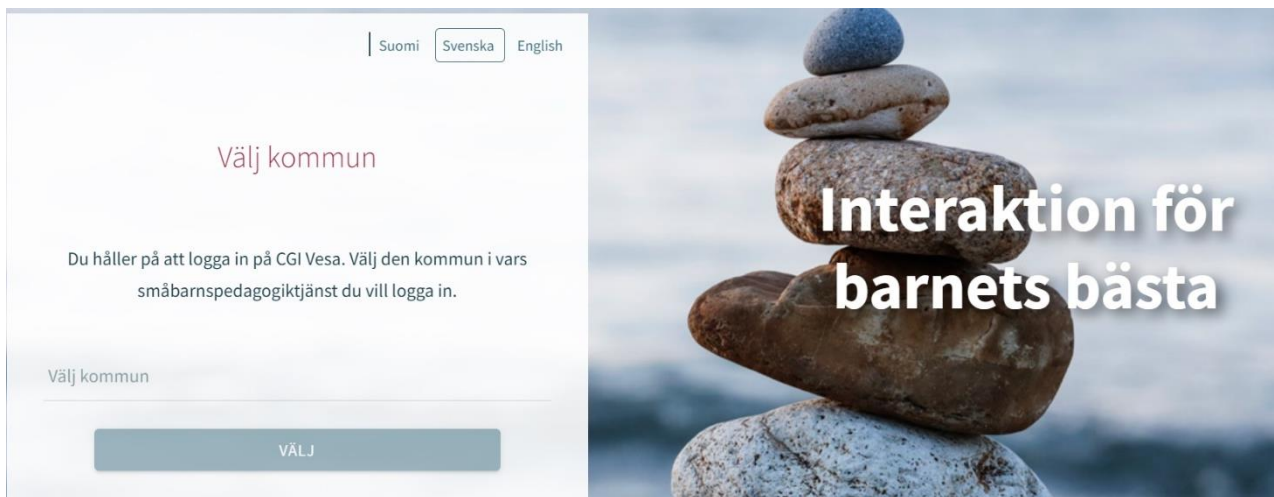 Suomi Svenska English
Välj kommun
Du håller på att logga in på CGI Vesa. Välj den kommun i vars
småbarnspedagogiktjänst du vill logga in.
Välj kommun
VÄLJ
Interaktion för
barnets bästa